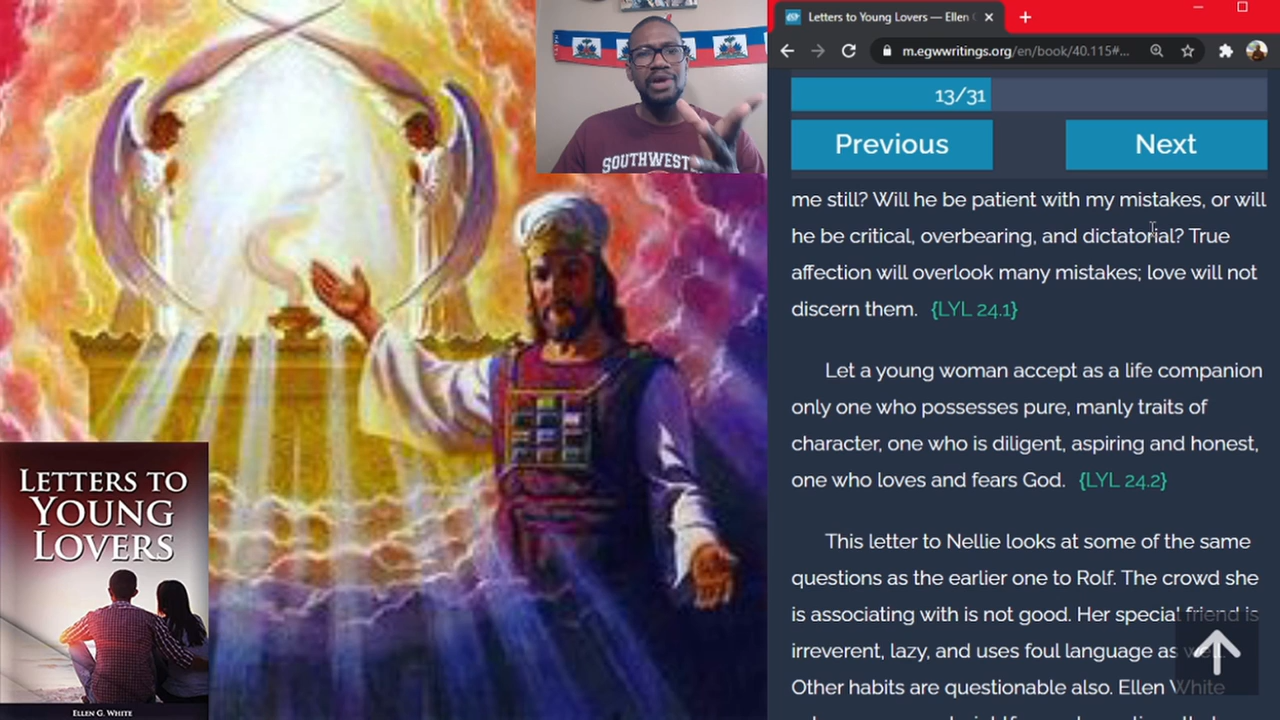 LETTERS TO
YOUNG
LOVERS
ELLEN G. WHITE
SOUTHWEST
Letters to Young Lovers — Ellen
m.egwwritings.org/en/book/40.115#...
13/31
Previous
Next
me still? Will he be patient with my mistakes, or will
he be critical, overbearing, and dictatorial? True
affection will overlook many mistakes; love will not
discern them. {LYL 24.1}
Let a young woman accept as a life companion
only one who possesses pure, manly traits of
character, one who is diligent, aspiring and honest,
one who loves and fears God. {LYL 24.2}
This letter to Nellie looks at some of the same
questions as the earlier one to Rolf. The crowd she
is associating with is not good. Her special friend is
irreverent, lazy, and uses foul language as well.
Other habits are questionable also. Ellen White